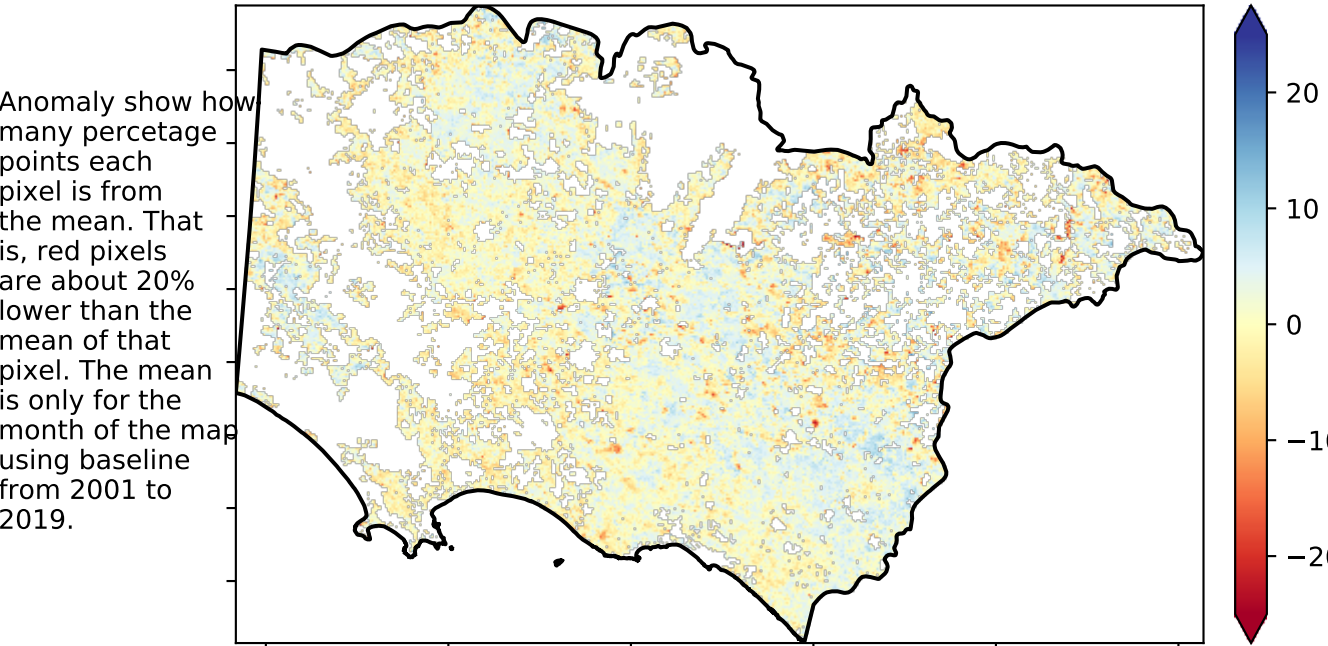 Anomaly show how
many percetage
points each
pixel is from
the mean. That
is, red pixels
are about 20%
lower than the
mean of that
pixel. The mean
is only for the
month of the map
using baseline
from 2001 to
2019.
20
10
0
−10
−20